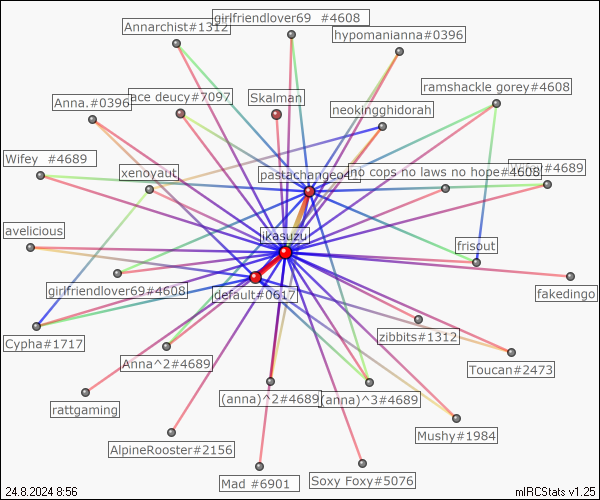 girlfriendlover69 #4608
Annarchist#1312
hypomanianna#0396
ramshackle gorey#4608
ace deucy#7097
Skalman
Anna.#0396
neokingghidorah
Wifey #4689
xenoyaut
no cops no laws no hope#4608
ikasuzu
avelicious
frisout
girlfriendlover69#4608
default#0617
fakedingo
Cypha#1717
zibbits#1312
Anna^2#4689
Toucan#2473
rattgaming
(anna)^2#4689
(anna)^3#4689
Mushy#1984
AlpineRooster#2156
Mad #6901
Soxy Foxy#5076
24.8.2024 8:56
mIRCStats v1.25